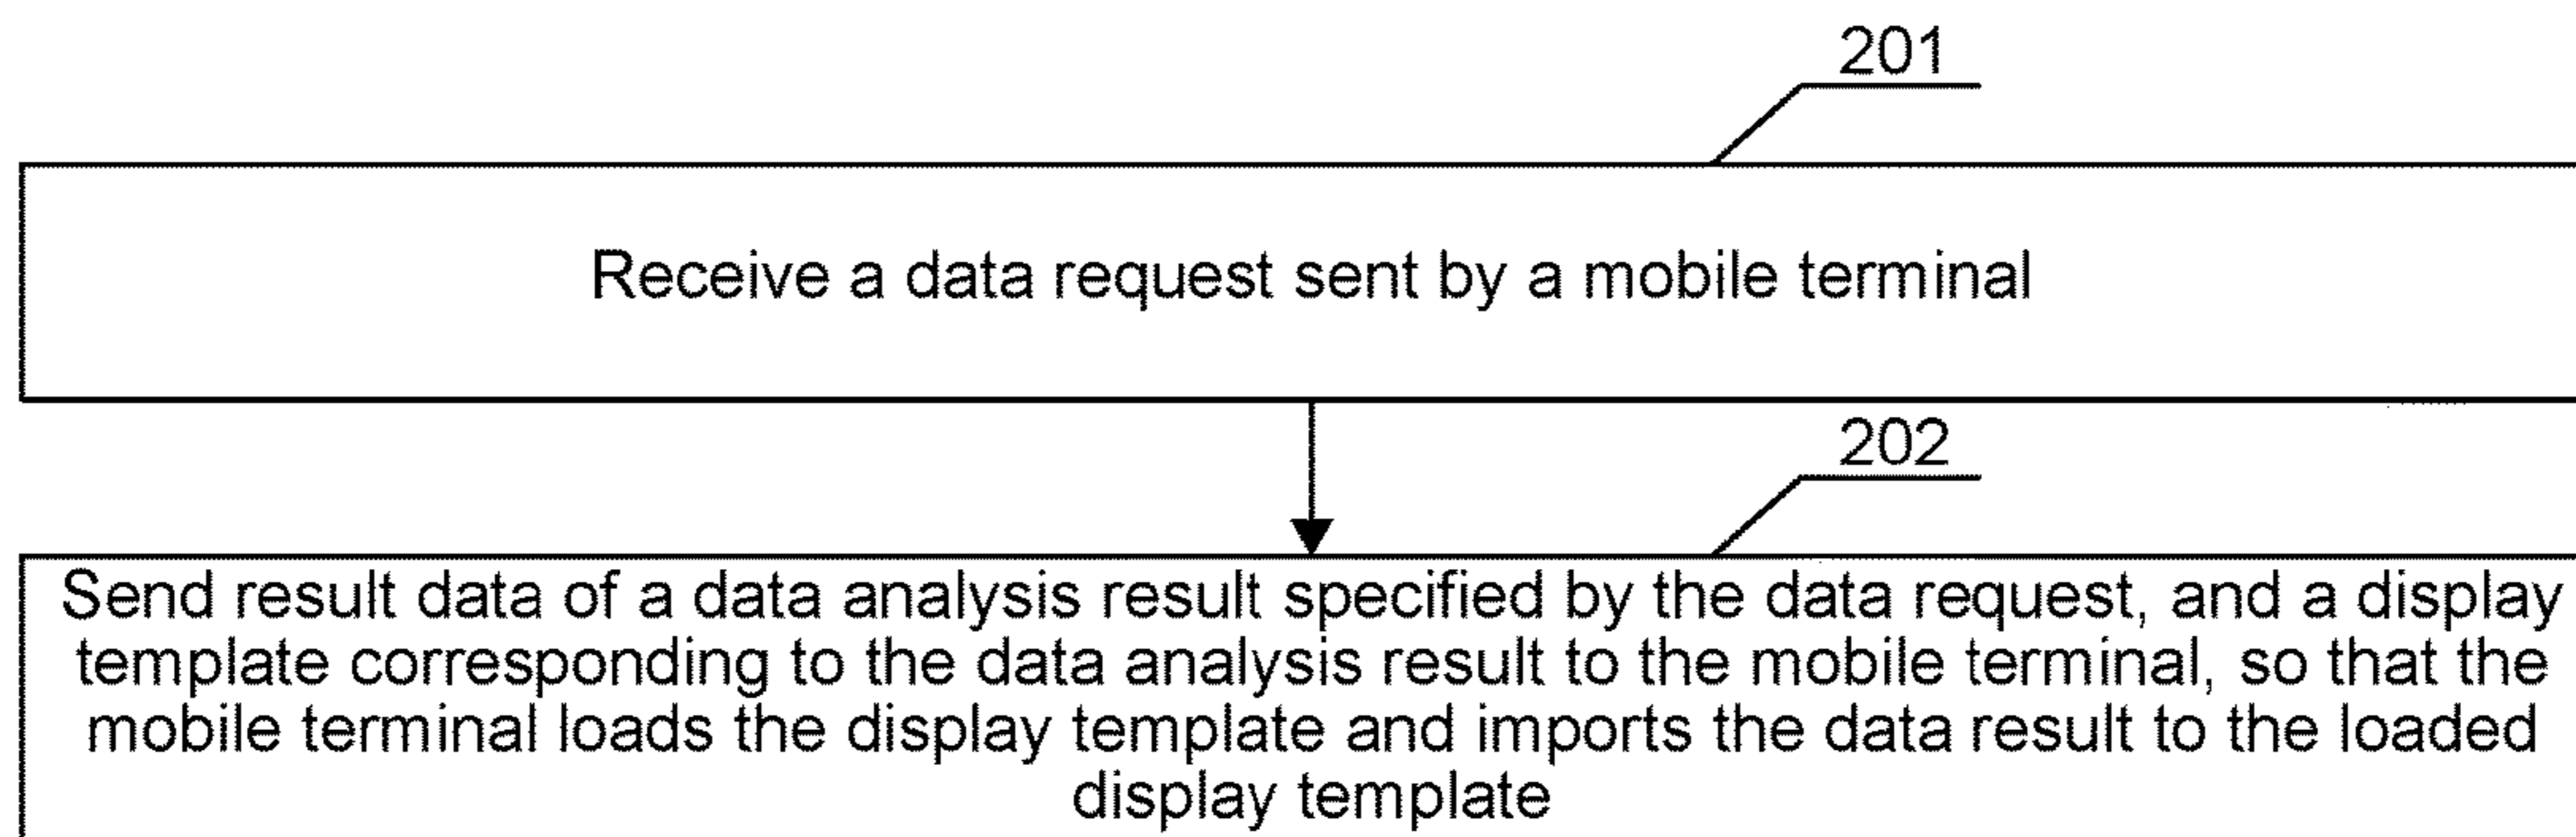 201
Receive a data request sent by a mobile terminal
202
Send result data of a data analysis result specified by the data request, and a display
template corresponding to the data analysis result to the mobile terminal, so that the
mobile terminal loads the display template and imports the data result to the loaded
display template